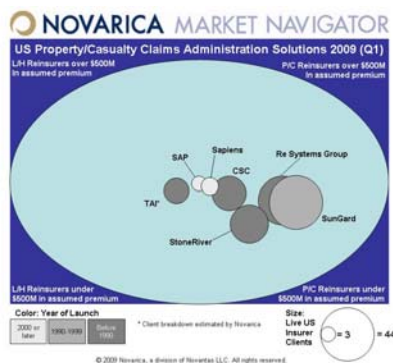 NOVARICA MARKET NAVIGATOR
US Property/Casualty Claims Administration Solutions 2009 (Q1)
L/H Reinsurers over $500M
In assumed premium
P/C Reinsurers over $500M
In assumed premium
SAP
Sapiens
Re Systems Group
CSC
TAI*
SunGard
StoneRiver
L/H Reinsurers under
$500M in assumed premium
P/C Reinsurers under
$500M in assumed premium
Color: Year of Launch
2000 or
later
1990-1999
Before
1990
* Client breakdown estimated by Novarica
Size:
Live US
Insurer
Clients
= 3
= 44
© 2009 Novarica, a division of Novantas LLC. All rights reserved.